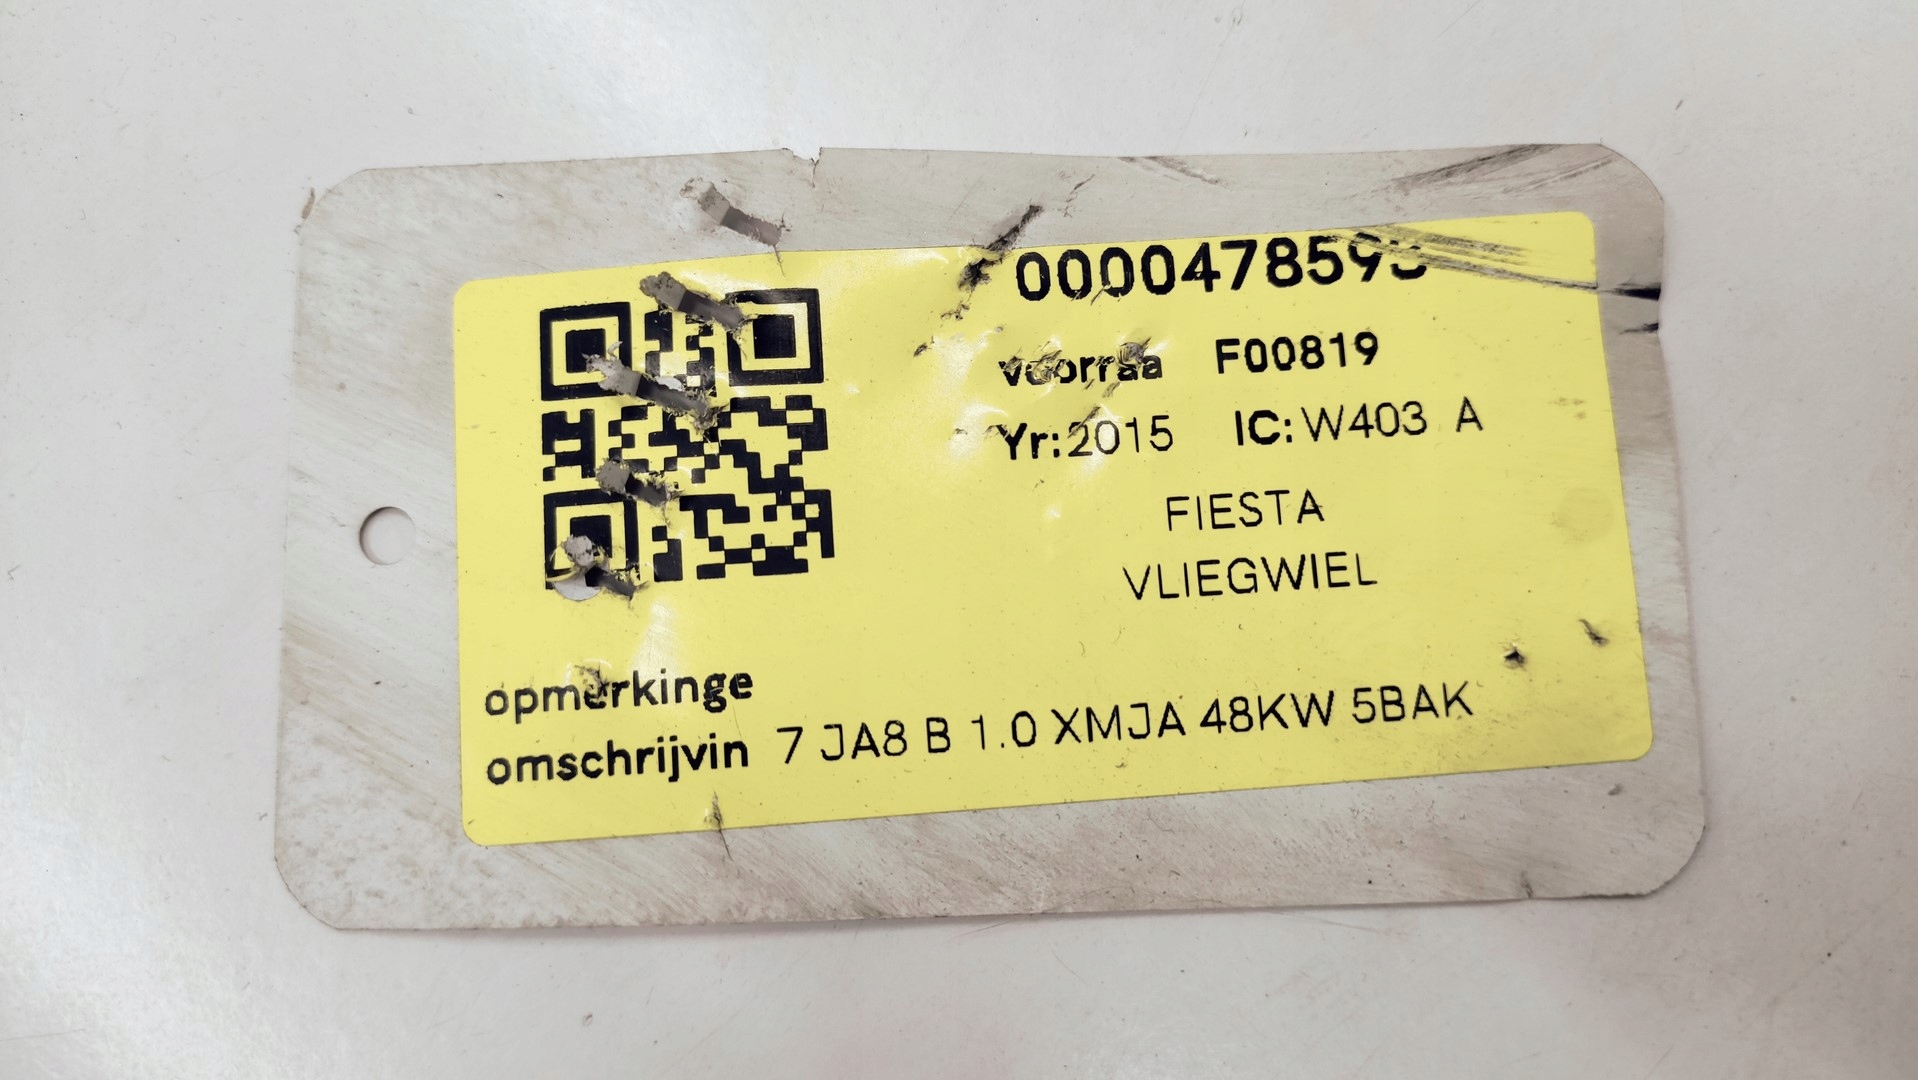 voorraa F00819
Yr:2015 IC:W403 A
FIESTA
VLIEGWIEL
opmerkinge
omschrijvin 7 JA8 B 1.0 XMJA 48KW 5BAK